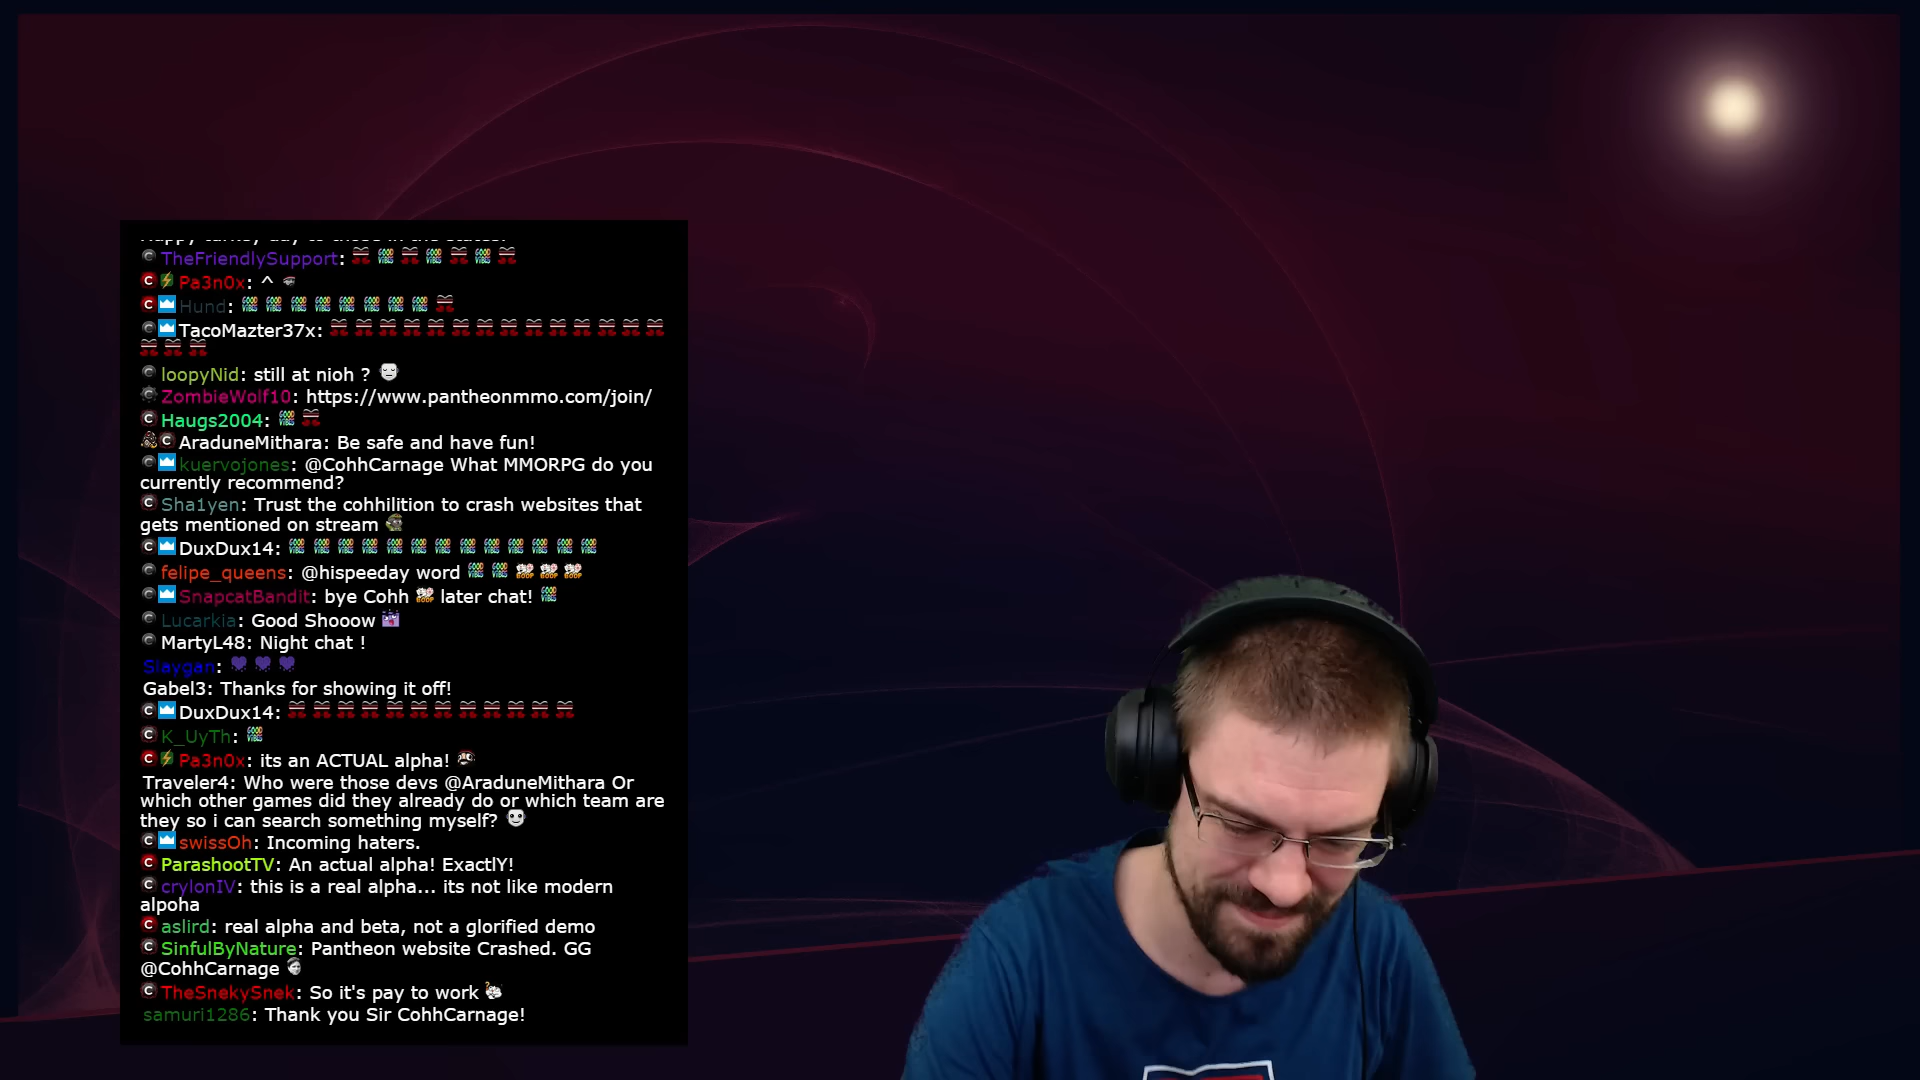 TheFriendlySupport:
Pa3n0x: ^
Hund:
TacoMazter37x:
loopyNid: still at nioh ?
ZombieWolf10: https://www.pantheonmmo.com/join/
Haugs2004:
AraduneMithara: Be safe and have fun!
kuervojones: @CohhCarnage What MMORPG do you
currently recommend?
Sha1yen: Trust the cohhilition to crash websites that
gets mentioned on stream
DuxDux14:
felipe_queens: @hispeeday word
SnapcatBandit: bye Cohh later chat!
Lucarkia: Good Shooow
MartyL48: Night chat !
Slaygan:
Gabel3: Thanks for showing it off!
DuxDux14:
K_UyTh:
Pa3n0x: its an ACTUAL alpha!
Traveler4: Who were those devs @AraduneMithara Or
which other games did they already do or which team are
they so i can search something myself?
swissOh: Incoming haters.
ParashootTV: An actual alpha! ExactlY!
crylonIV: this is a real alpha... its not like modern
alpoha
aslird: real alpha and beta, not a glorified demo
SinfulByNature: Pantheon website Crashed. GG
@CohhCarnage
TheSnekySnek: So it's pay to work
samuri1286: Thank you Sir CohhCarnage!